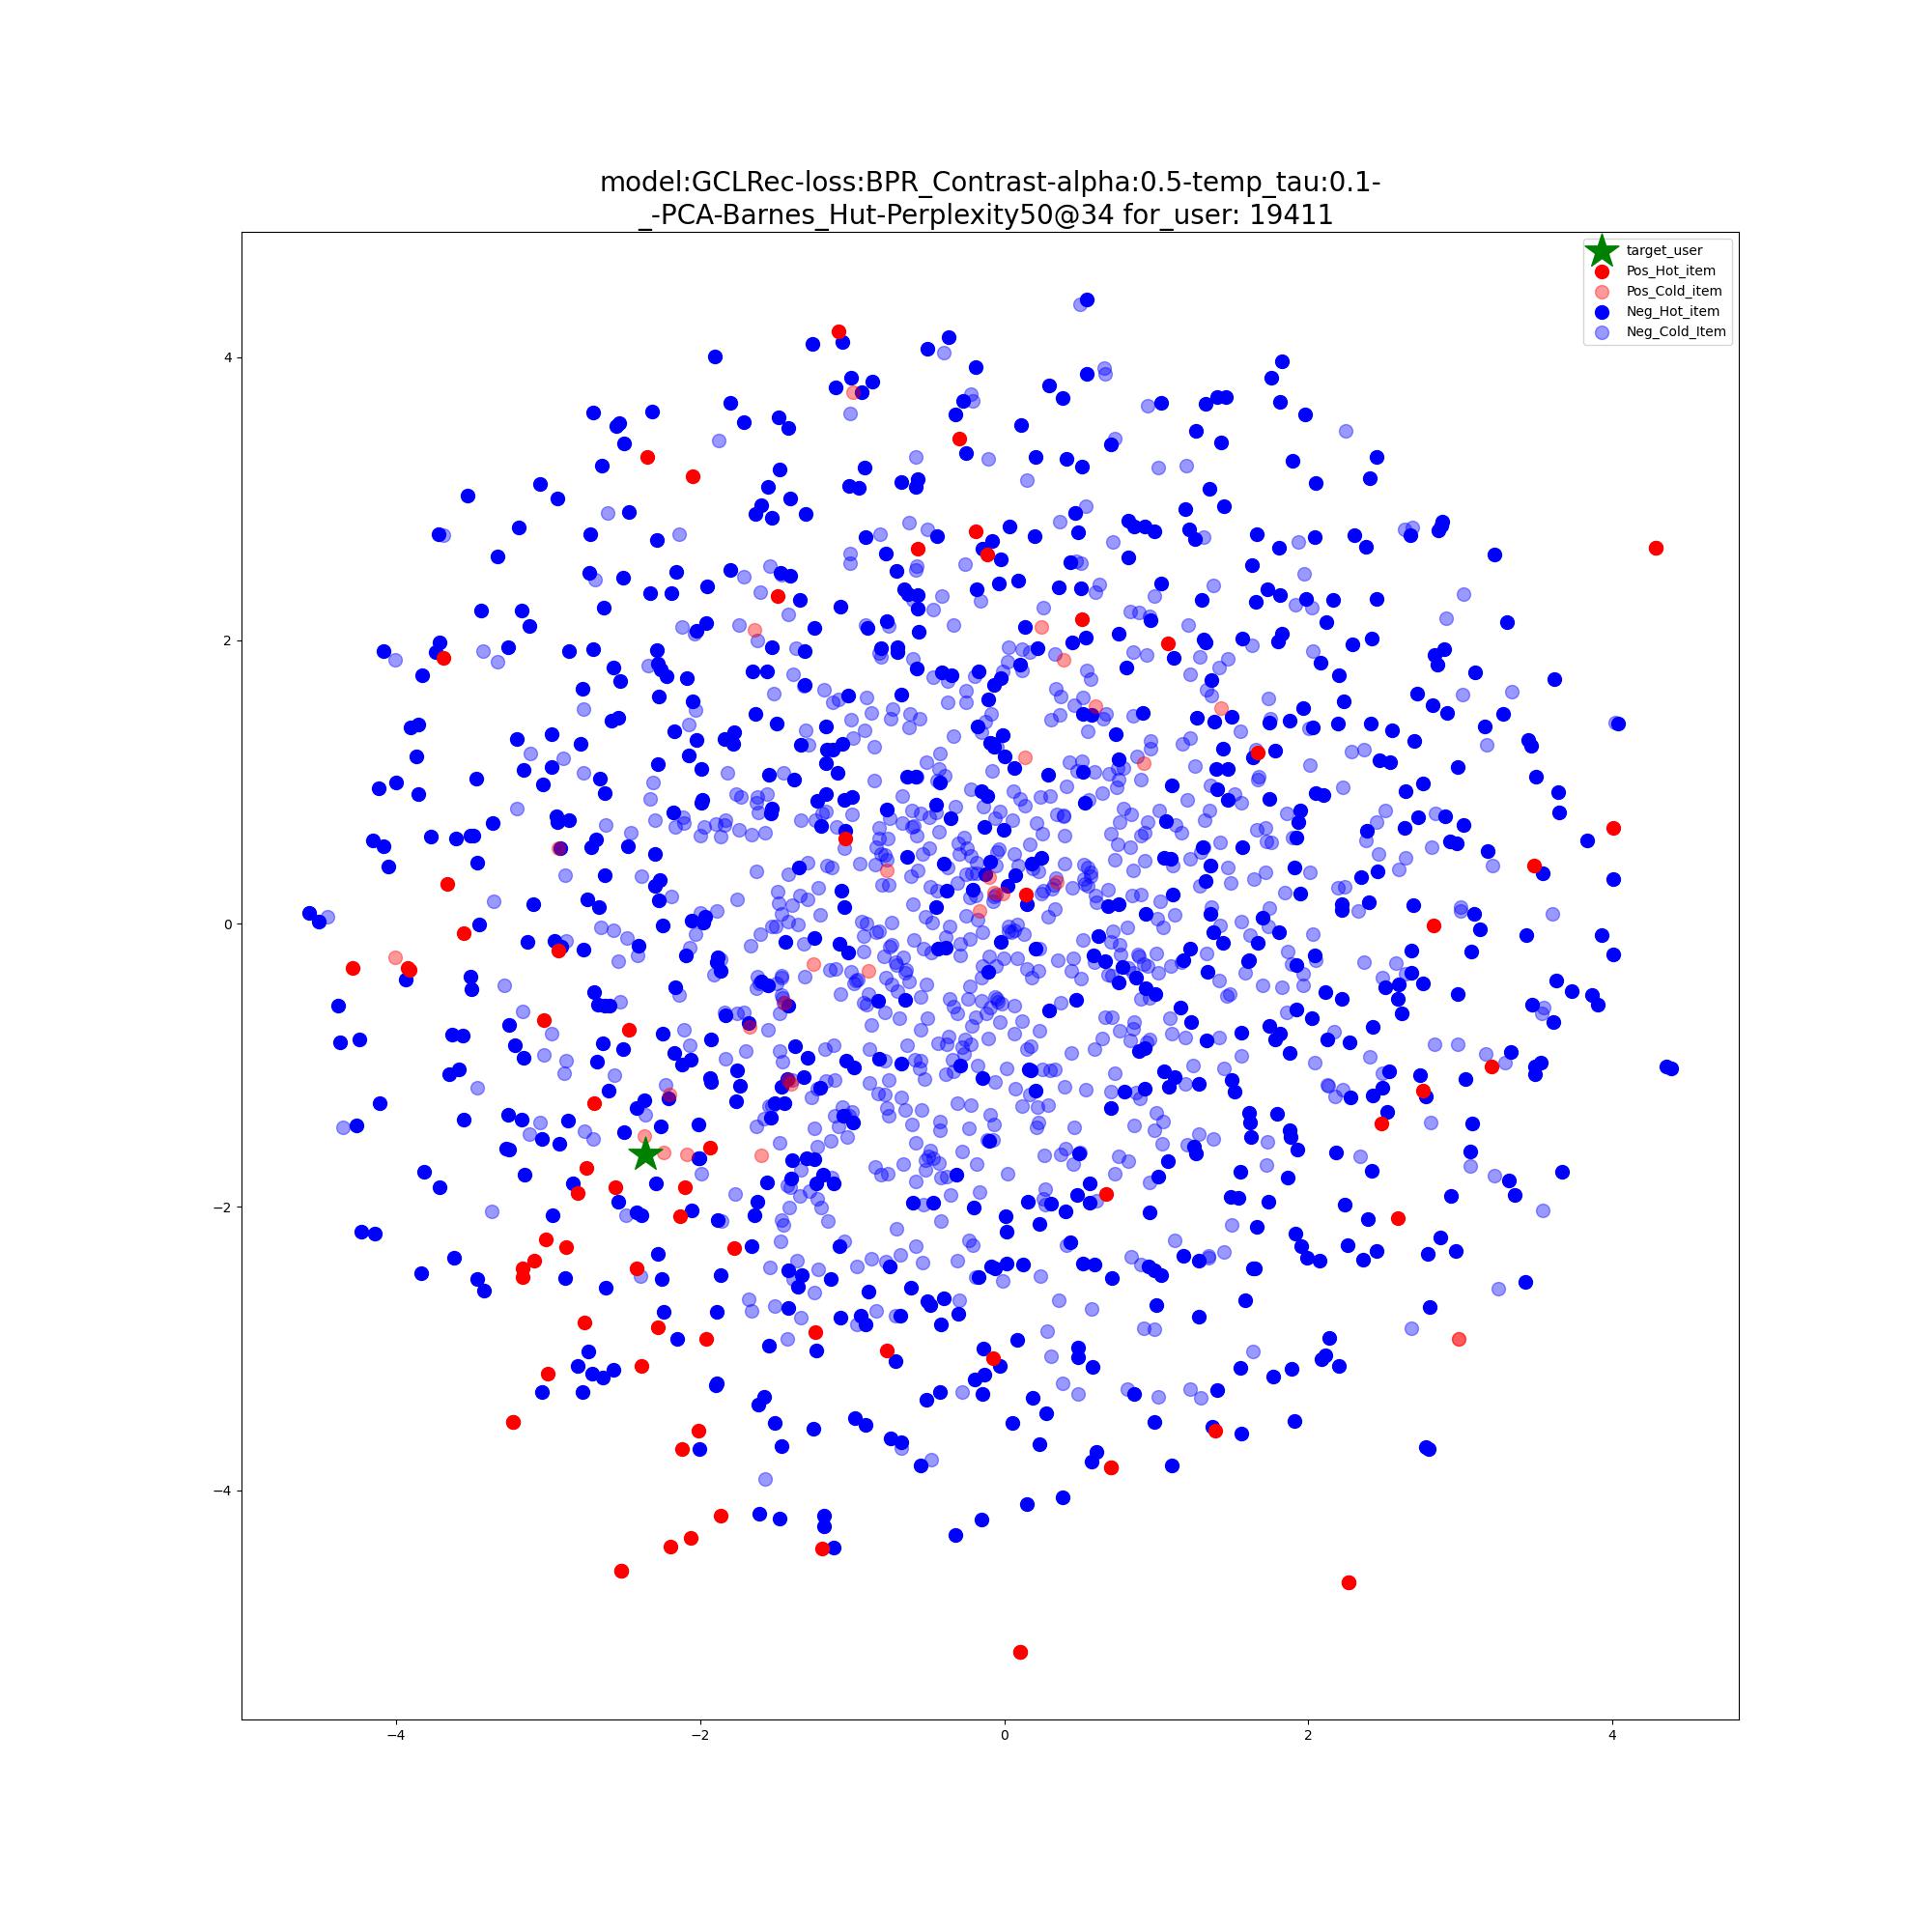 model:GCLRec-loss:BPR_Contrast-alpha:0.5-temp_tau:0.1-
_-PCA-Barnes_Hut-Perplexity50@34 for_user: 19411
target_user
Pos_Hot_item
Pos_Cold_item
Neg_Hot_item
Neg_Cold_Item
4
2
0
−2
−4
−4
−2
0
2
4